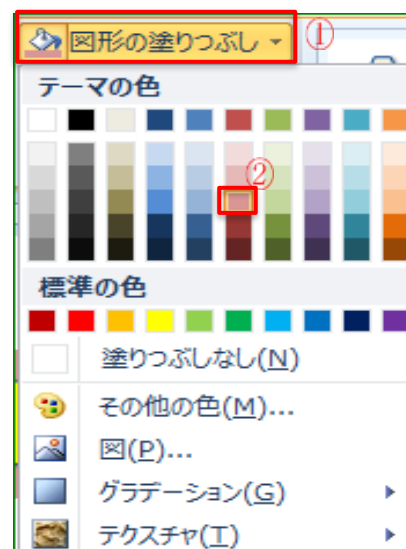 図形の塗りつぶし ①
テーマの色
②
標準の色
塗りつぶしなし(N)
その他の色(M)...
図(P)...
グラデーション(G)
テクスチャ(T)